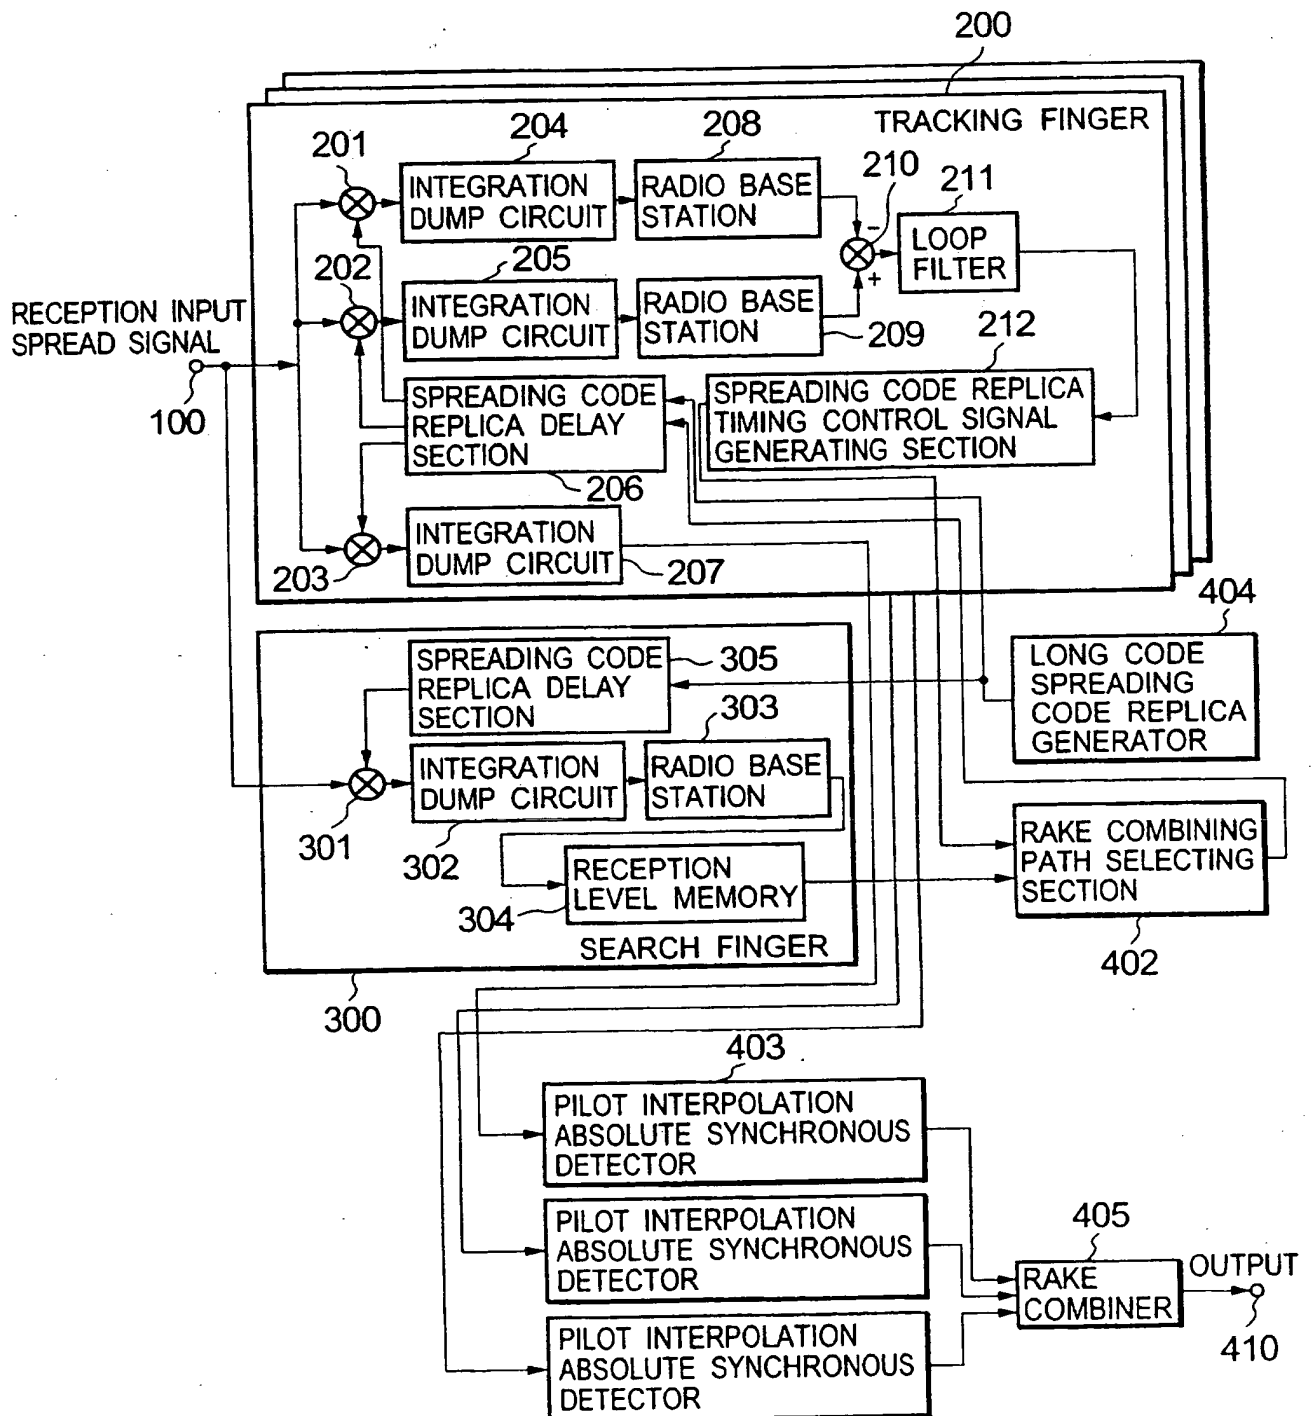 200
TRACKING FINGER
201
204
INTEGRATION
DUMP CIRCUIT
208
RADIO BASE
STATION
210
211
−
+
LOOP
FILTER
202
205
INTEGRATION
DUMP CIRCUIT
RADIO BASE
STATION
209
RECEPTION INPUT
SPREAD SIGNAL
100
SPREADING CODE
REPLICA DELAY
SECTION
206
212
SPREADING CODE REPLICA
TIMING CONTROL SIGNAL
GENERATING SECTION
203
INTEGRATION
DUMP CIRCUIT
207
404
LONG CODE
SPREADING
CODE REPLICA
GENERATOR
SPREADING CODE
REPLICA DELAY
SECTION
305
301
INTEGRATION
DUMP CIRCUIT
302
303
RADIO BASE
STATION
RECEPTION
LEVEL MEMORY
304
SEARCH FINGER
300
RAKE COMBINING
PATH SELECTING
SECTION
402
403
PILOT INTERPOLATION
ABSOLUTE SYNCHRONOUS
DETECTOR
PILOT INTERPOLATION
ABSOLUTE SYNCHRONOUS
DETECTOR
PILOT INTERPOLATION
ABSOLUTE SYNCHRONOUS
DETECTOR
405
RAKE
COMBINER
OUTPUT
410